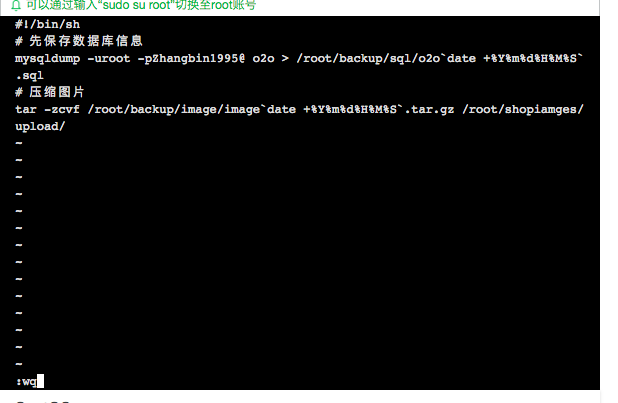 可以通过输入“sudo su root”切换至root账号
#!/bin/sh
# 先保存数据库信息
mysqldump -uroot -pZhangbin1995@ o2o > /root/backup/sql/o2o`date +%Y%m%d%H%M%S`
.sql
# 压缩图片
tar -zcvf /root/backup/image/image`date +%Y%m%d%H%M%S`.tar.gz /root/shopiamges/
upload/
~
~
~
~
~
~
~
~
~
~
~
~
~
~
:wq